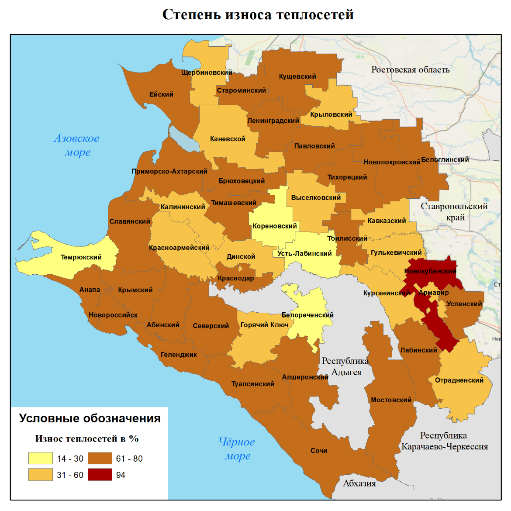 Степень износа теплосетей
Щербиновский
Кущевский
Ростовская область
Ейский
Староминский
Крыловский
Ленинградский
Азовское
море
Каневской
Павловский
Новопокровский
Белоглинский
Приморско-Ахтарский
Брюховецкий
Тихорецкий
Выселковский
Тимашевский
Калининский
Ставропольский
край
Славянский
Кореновский
Кавказский
Тбилисский
Красноармейский
Динской
Усть-Лабинский
Гулькевичский
Темрюкский
Новокубанский
Краснодар
Анапа
Крымский
Курганинский
Армавир
Успенский
Новороссийск
Абинский
Северский
Горячий Ключ
Белореченский
Геленджик
Лабинский
Республика
Адыгея
Апшеронский
Туапсинский
Отрадненский
Мостовский
Условные обозначения
Износ теплосетей в %
14 - 30
61 - 80
31 - 60
94
Чёрное
море
Сочи
Республика
Карачаево-Черкессия
Абхазия